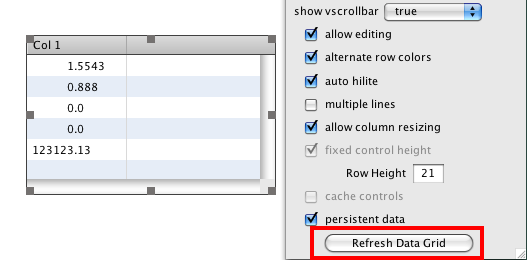 Col 1
1.5543
0.888
0.0
0.0
123123.13
show vscrollbar true
allow editing
alternate row colors
auto hilite
multiple lines
allow column resizing
fixed control height
Row Height 21
cache controls
persistent data
Refresh Data Grid